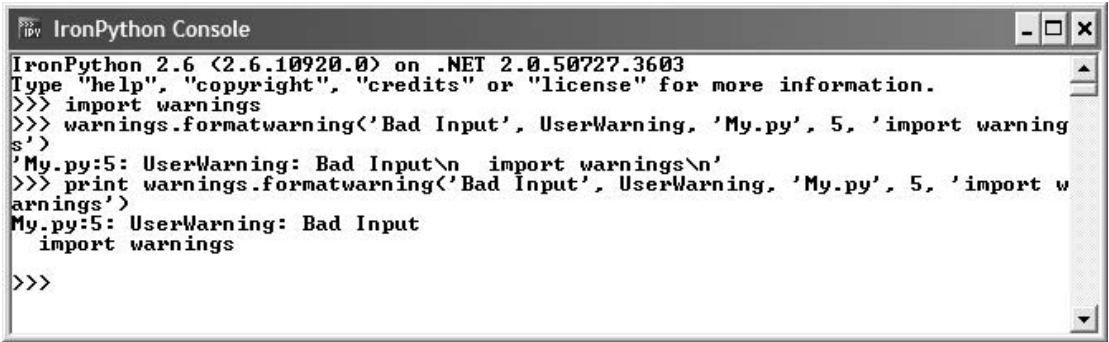 IronPython Console
IronPython 2.6 (2.6.10920.0) on .NET 2.0.50727.3603
Type "help", "copyright", "credits" or "license" for more information.
>>> import warnings
>>> warnings.formatwarning('Bad Input', UserWarning, 'My.py', 5, 'import warning
s')
'My.py:5: UserWarning: Bad Input\n  import warnings\n'
>>> print warnings.formatwarning('Bad Input', UserWarning, 'My.py', 5, 'import w
arnings')
My.py:5: UserWarning: Bad Input
  import warnings
>>>